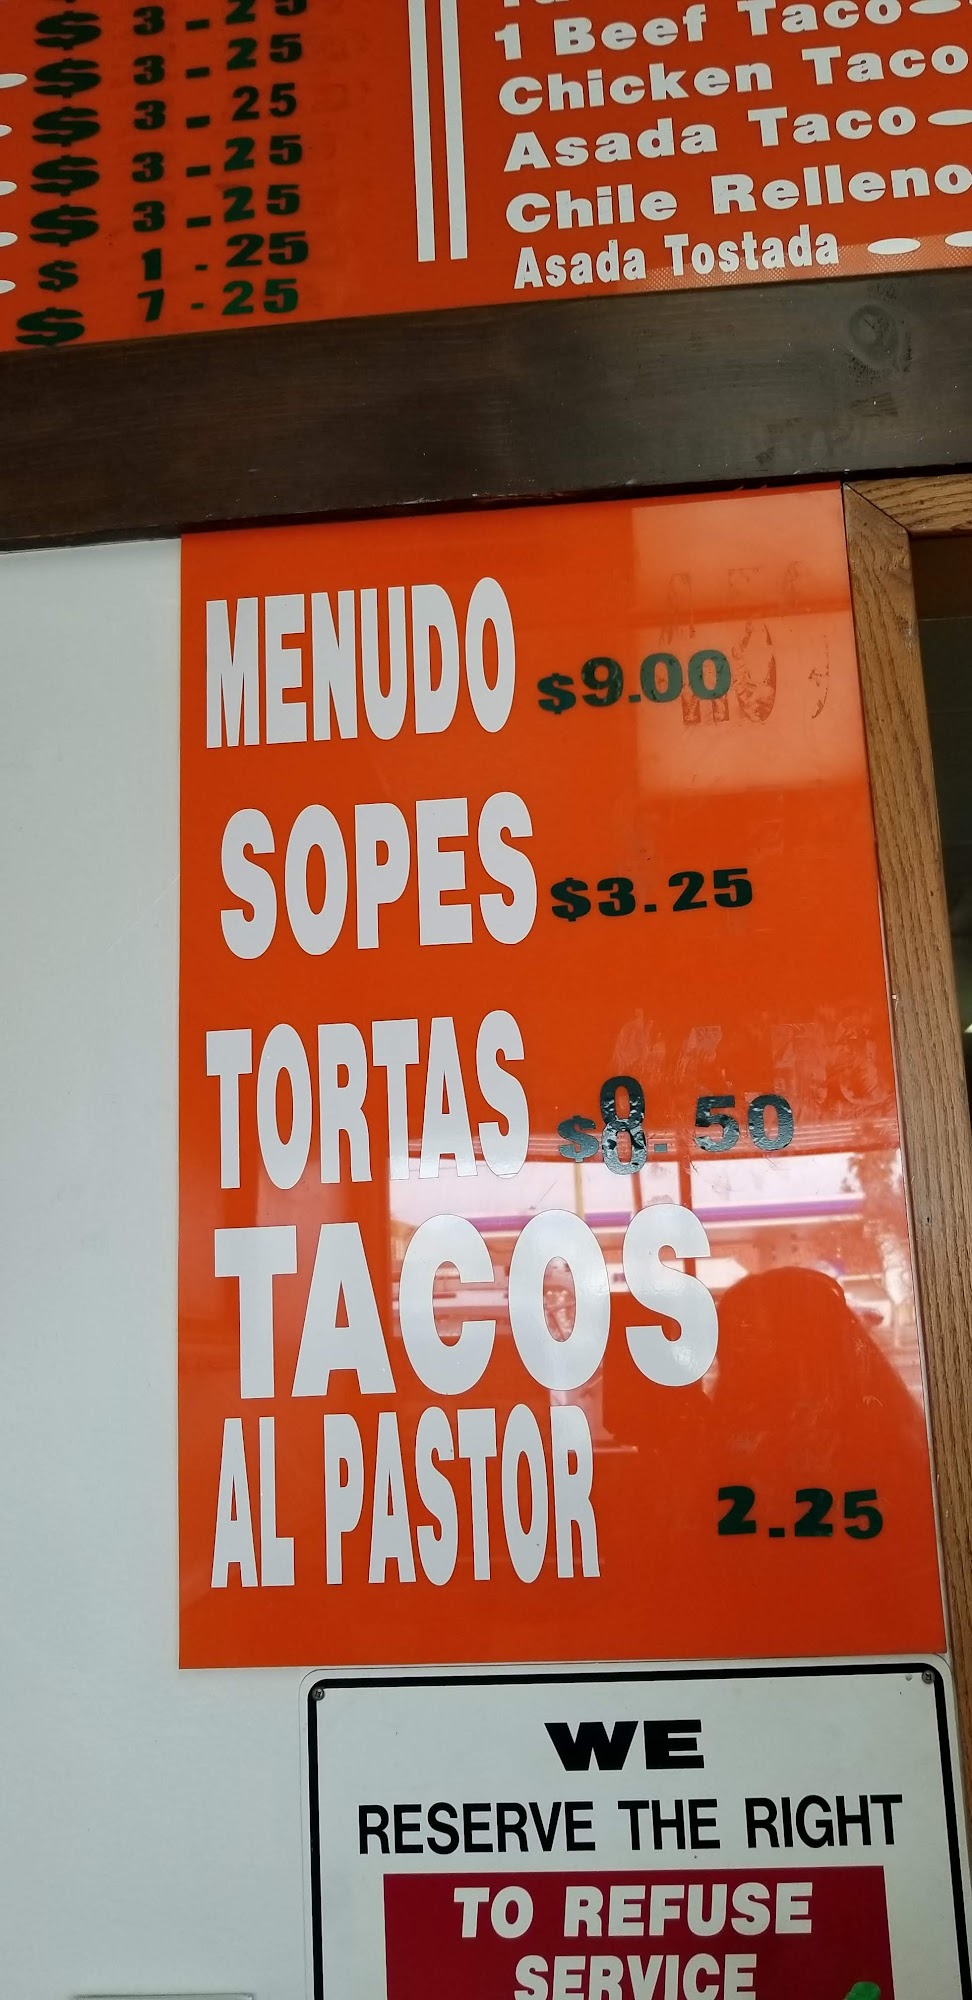 $ 3-25
$ 3-25
$ 3-25
$ 3-25
$ 3-25
$ 1-25
$ 7-25
1 Beef Taco
Chicken Taco
Asada Taco
Chile Relleno
Asada Tostada
MENUDO $9.00
SOPES $3.25
TORTAS $8.50
TACOS
AL PASTOR 2.25
WE
RESERVE THE RIGHT
TO REFUSE
SERVICE